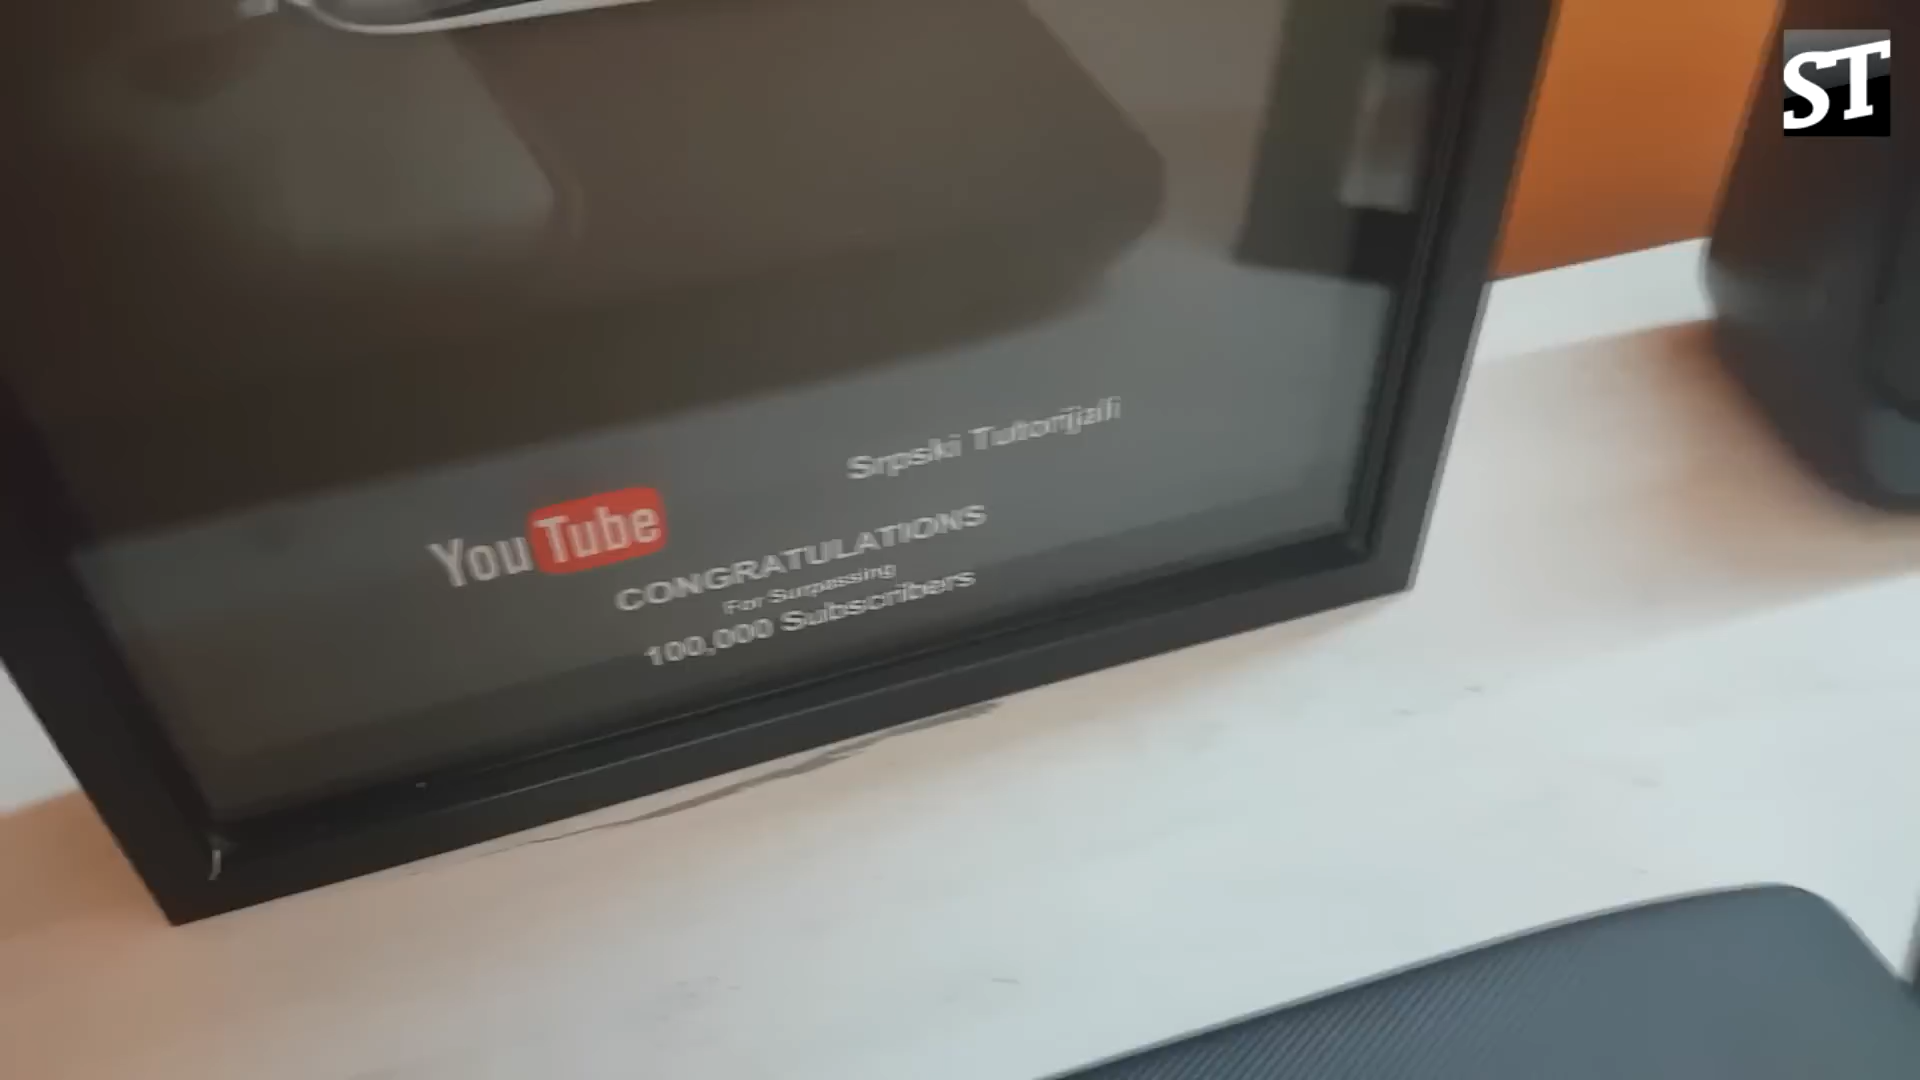 ST
Srpski Tutorijali
YouTube
CONGRATULATIONS
For Surpassing
100,000 Subscribers